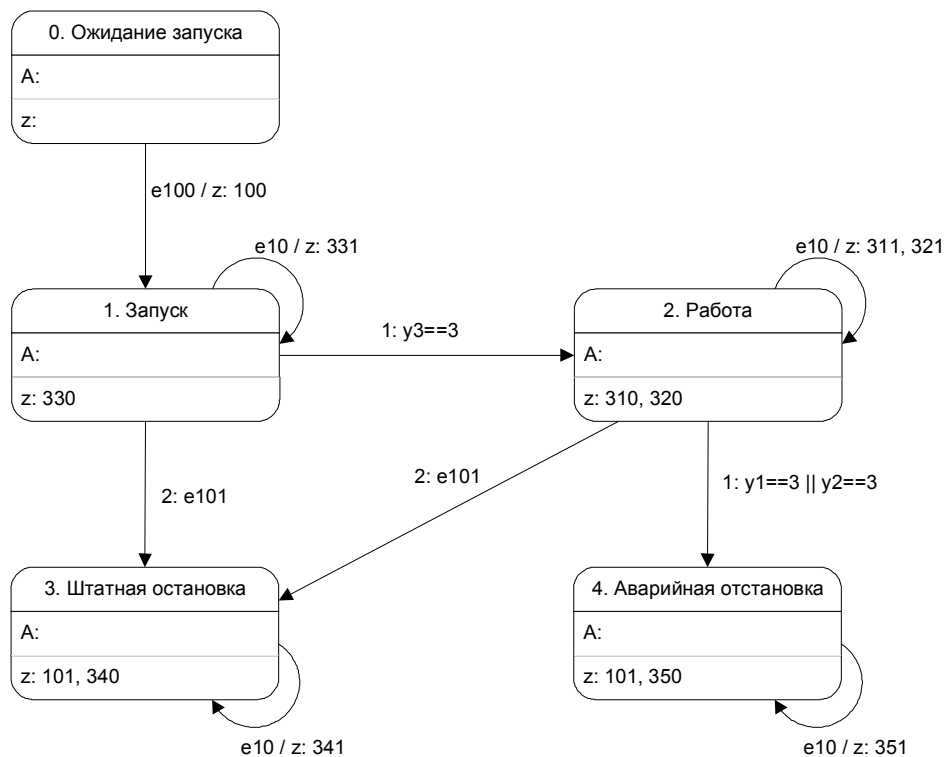 0. Ожидание запуска
A:
z:
e100 / z: 100
e10 / z: 331
1. Запуск
A:
z: 330
1: y3==3
e10 / z: 311, 321
2. Работа
A:
z: 310, 320
2: e101
2: e101
1: y1==3 || y2==3
3. Штатная остановка
A:
z: 101, 340
e10 / z: 341
4. Аварийная отстановка
A:
z: 101, 350
e10 / z: 351